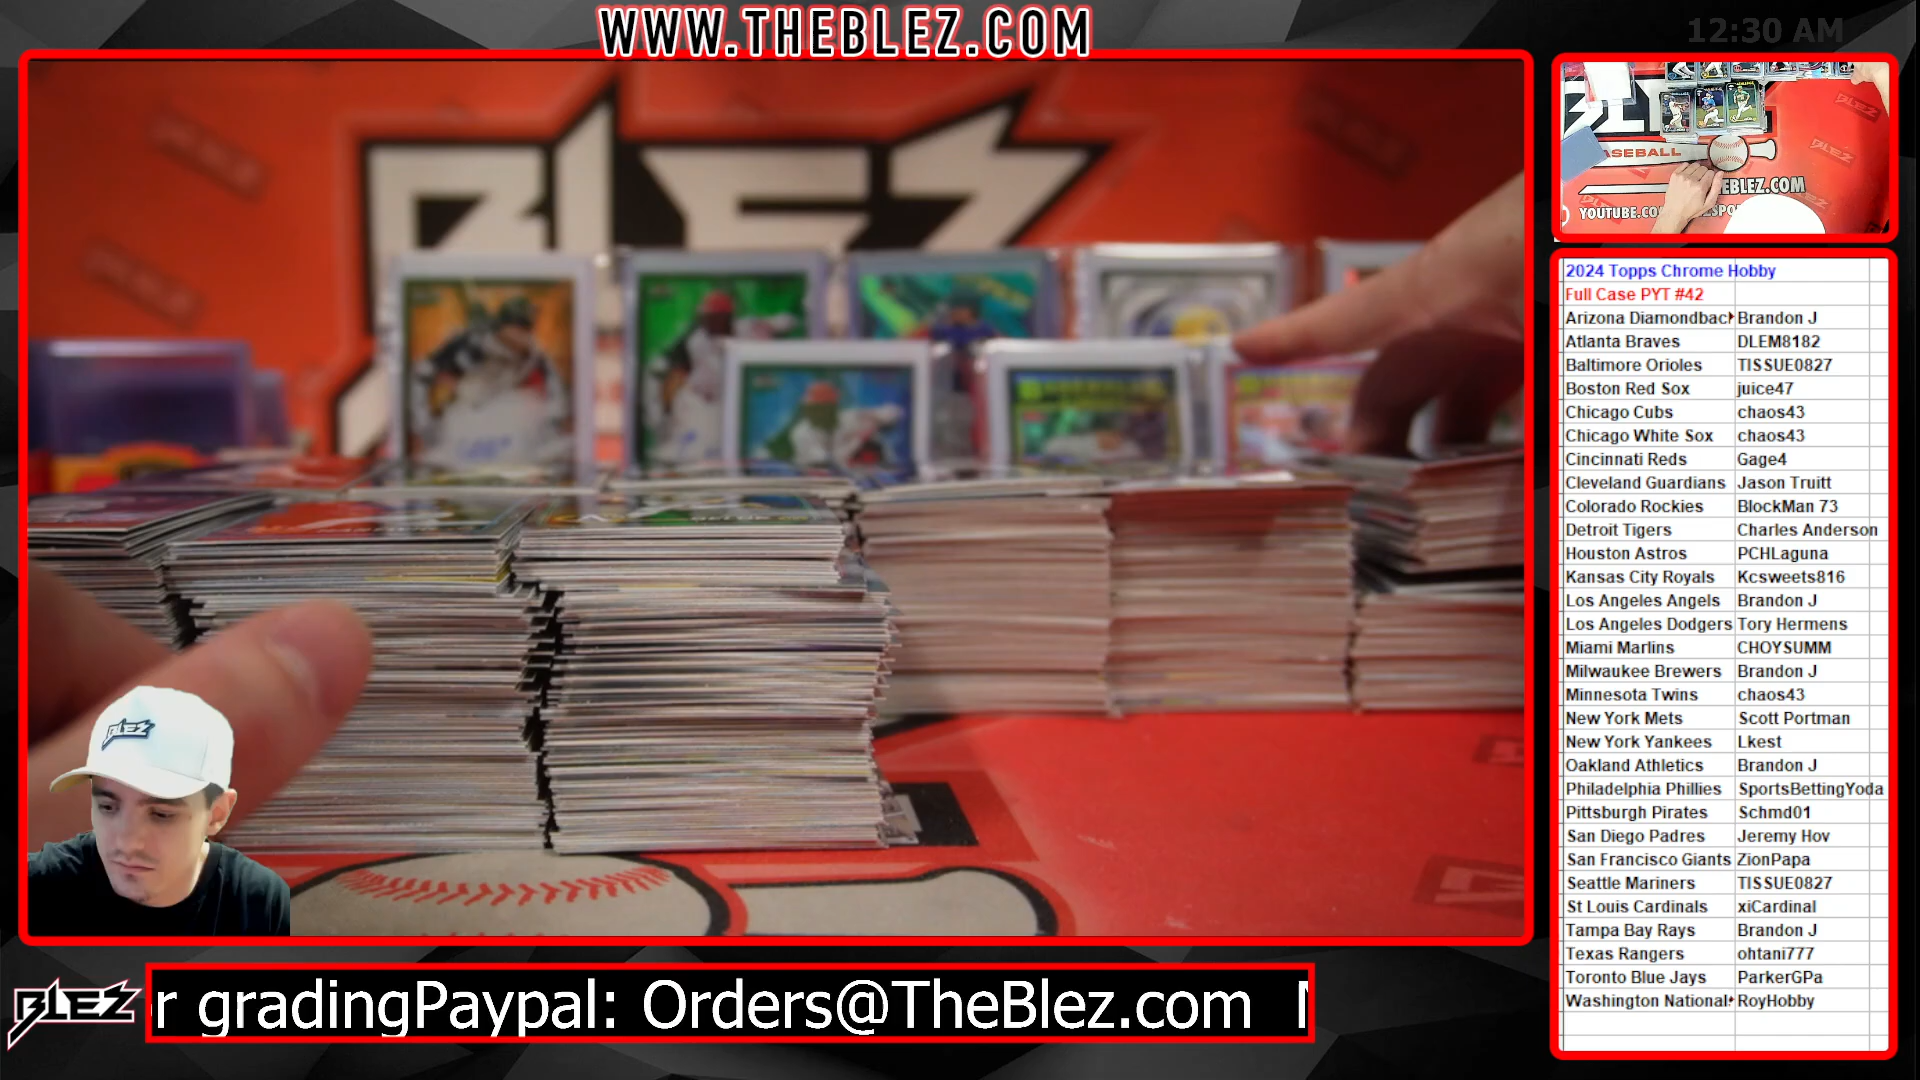 WWW.THEBLEZ.COM
12:30 AM
BLEZ
BLEZ
BASEBALL
BLEZ
YOUTUBE.CO
2024 Topps Chrome Hobby
Full Case PYT #42
Arizona Diamondbac Brandon J
Atlanta Braves DLEM8182
Baltimore Orioles TISSUE0827
Boston Red Sox juice47
Chicago Cubs chaos43
Chicago White Sox chaos43
Cincinnati Reds Gage4
Cleveland Guardians Jason Truitt
Colorado Rockies BlockMan 73
Detroit Tigers Charles Anderson
Houston Astros PCHLaguna
Kansas City Royals Kcsweets816
Los Angeles Angels Brandon J
Los Angeles Dodgers Tory Hermens
Miami Marlins CHOYSUMM
Milwaukee Brewers Brandon J
Minnesota Twins chaos43
New York Mets Scott Portman
New York Yankees Lkest
Oakland Athletics Brandon J
Philadelphia Phillies SportsBettingYoda
Pittsburgh Pirates Schmd01
San Diego Padres Jeremy Hov
San Francisco Giants ZionPapa
Seattle Mariners TISSUE0827
St Louis Cardinals xiCardinal
Tampa Bay Rays Brandon J
Texas Rangers ohtani777
Toronto Blue Jays ParkerGPa
Washington National RoyHobby
BLEZ
r gradingPaypal: Orders@TheBlez.com